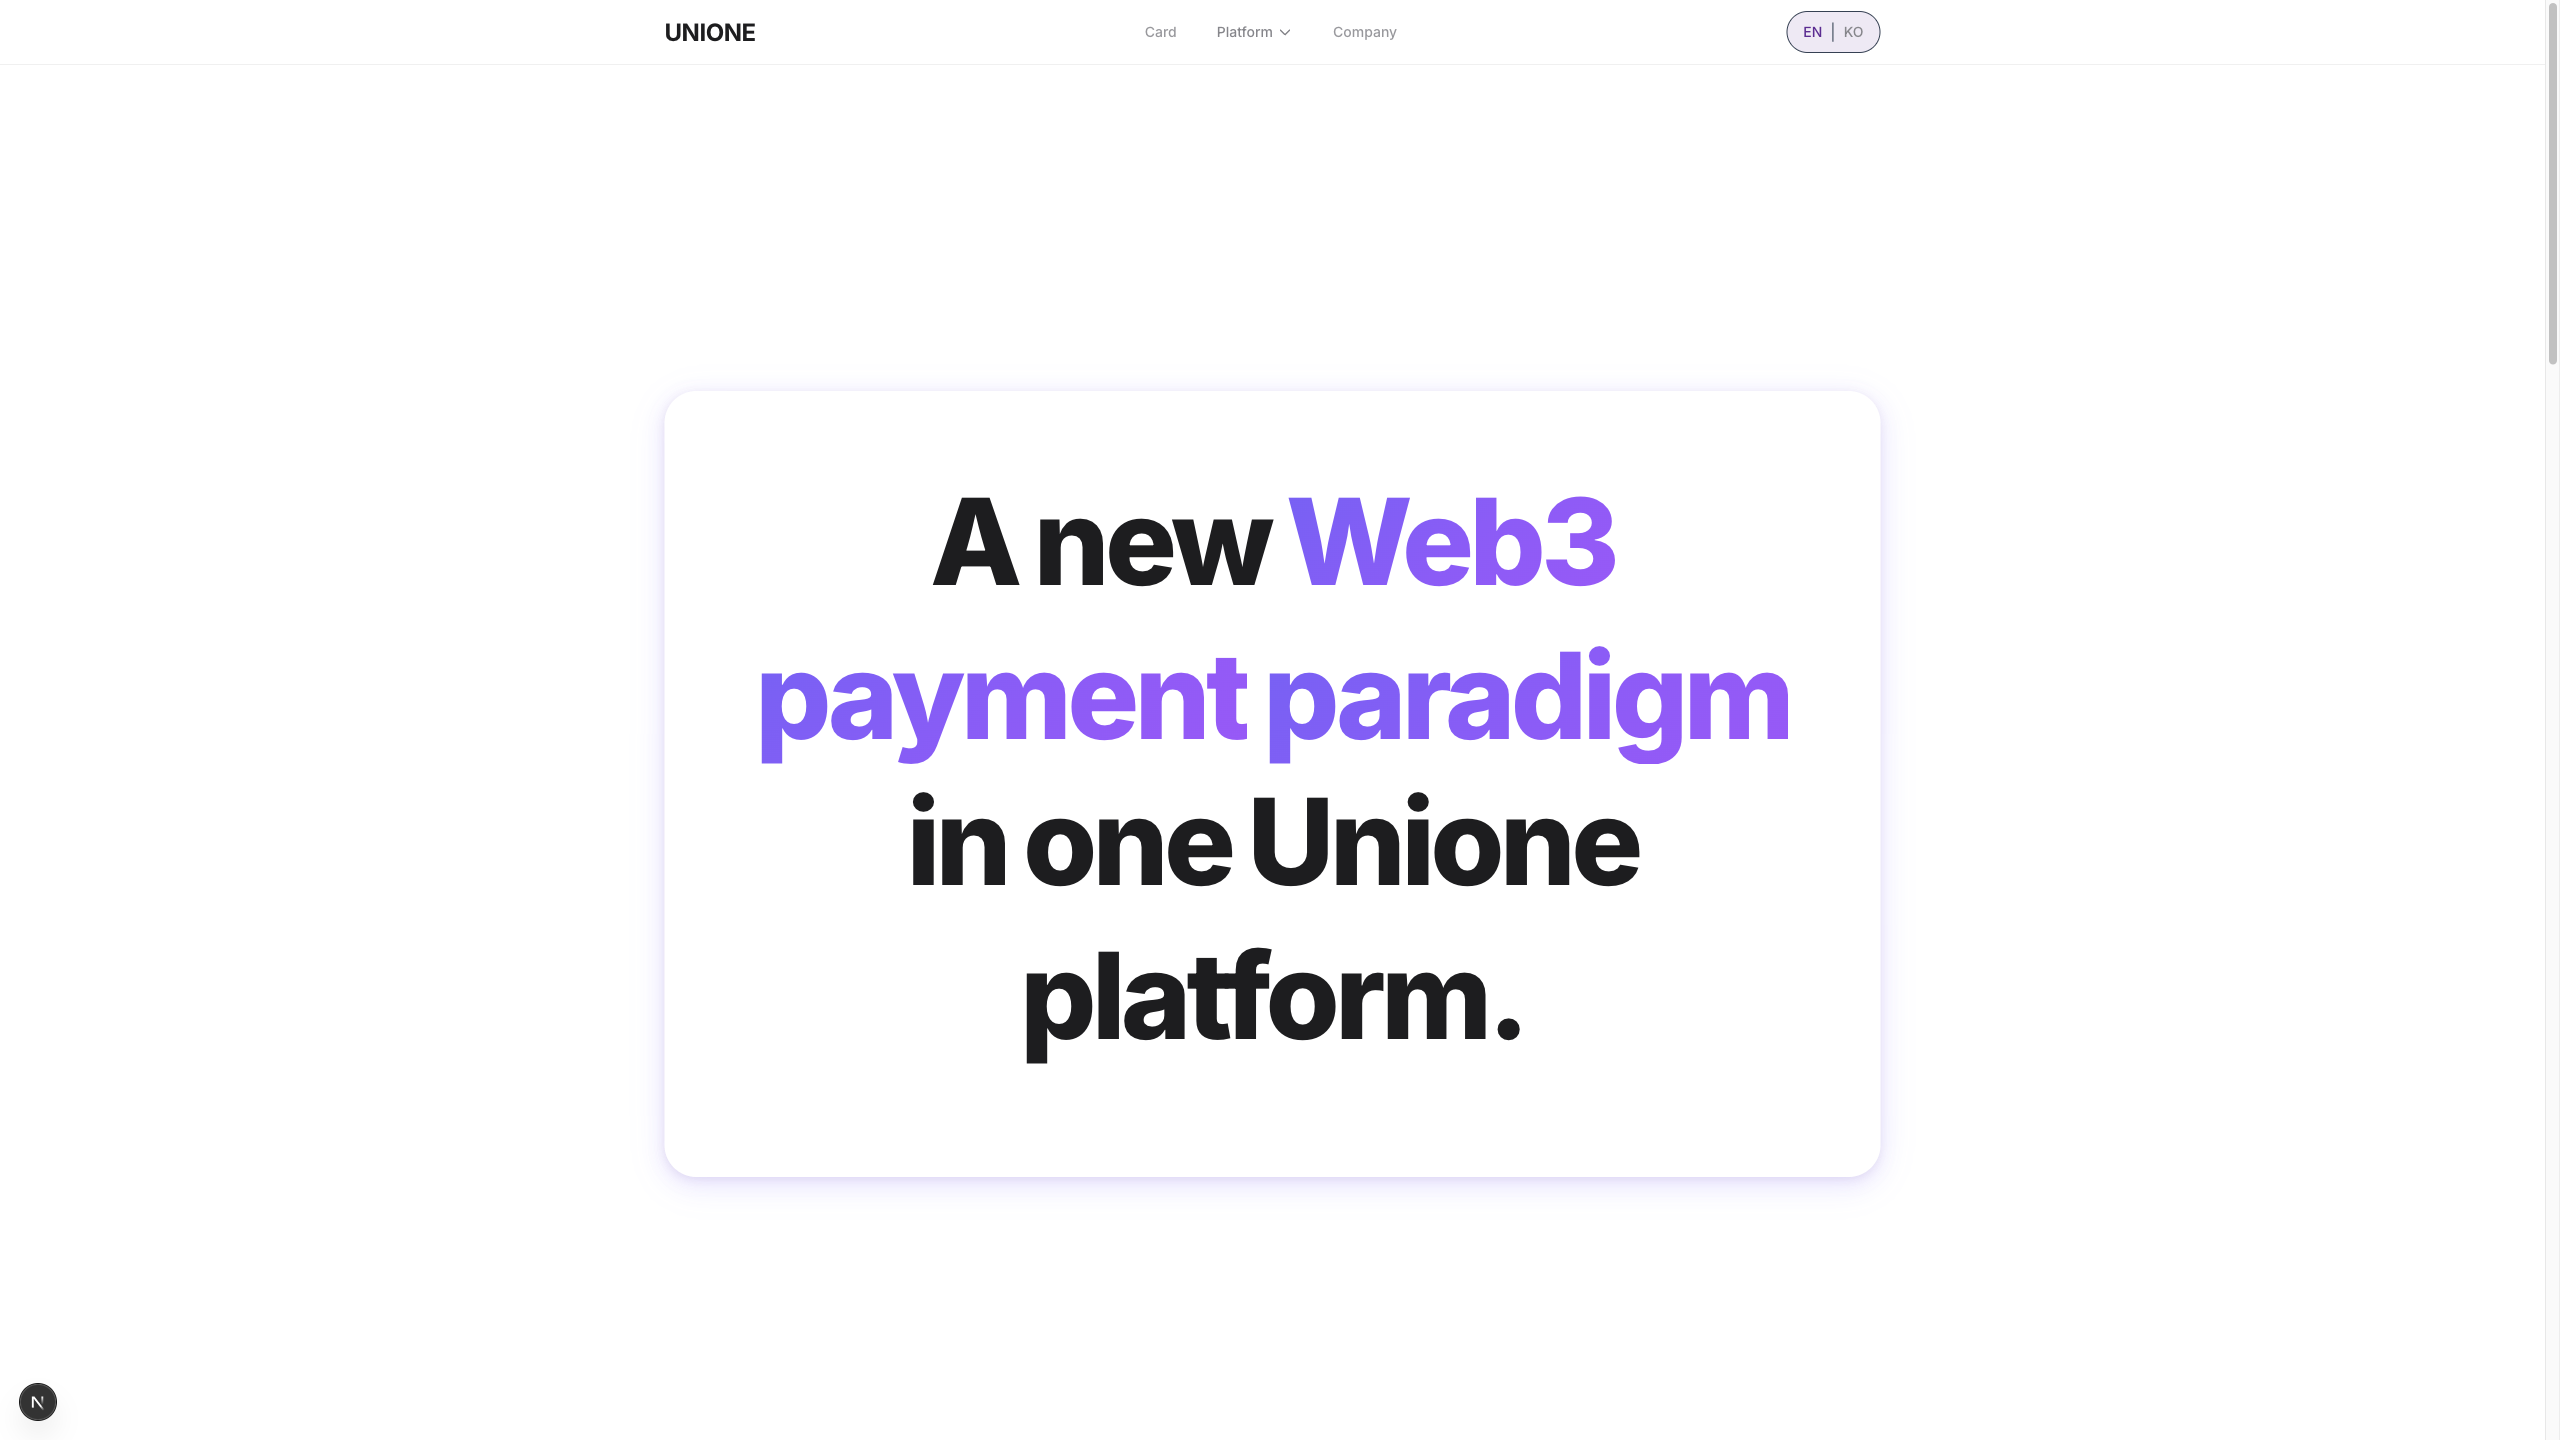 UNIONE
Card Platform Company
EN | KO
A new Web3
payment paradigm
in one Unione
platform.
N